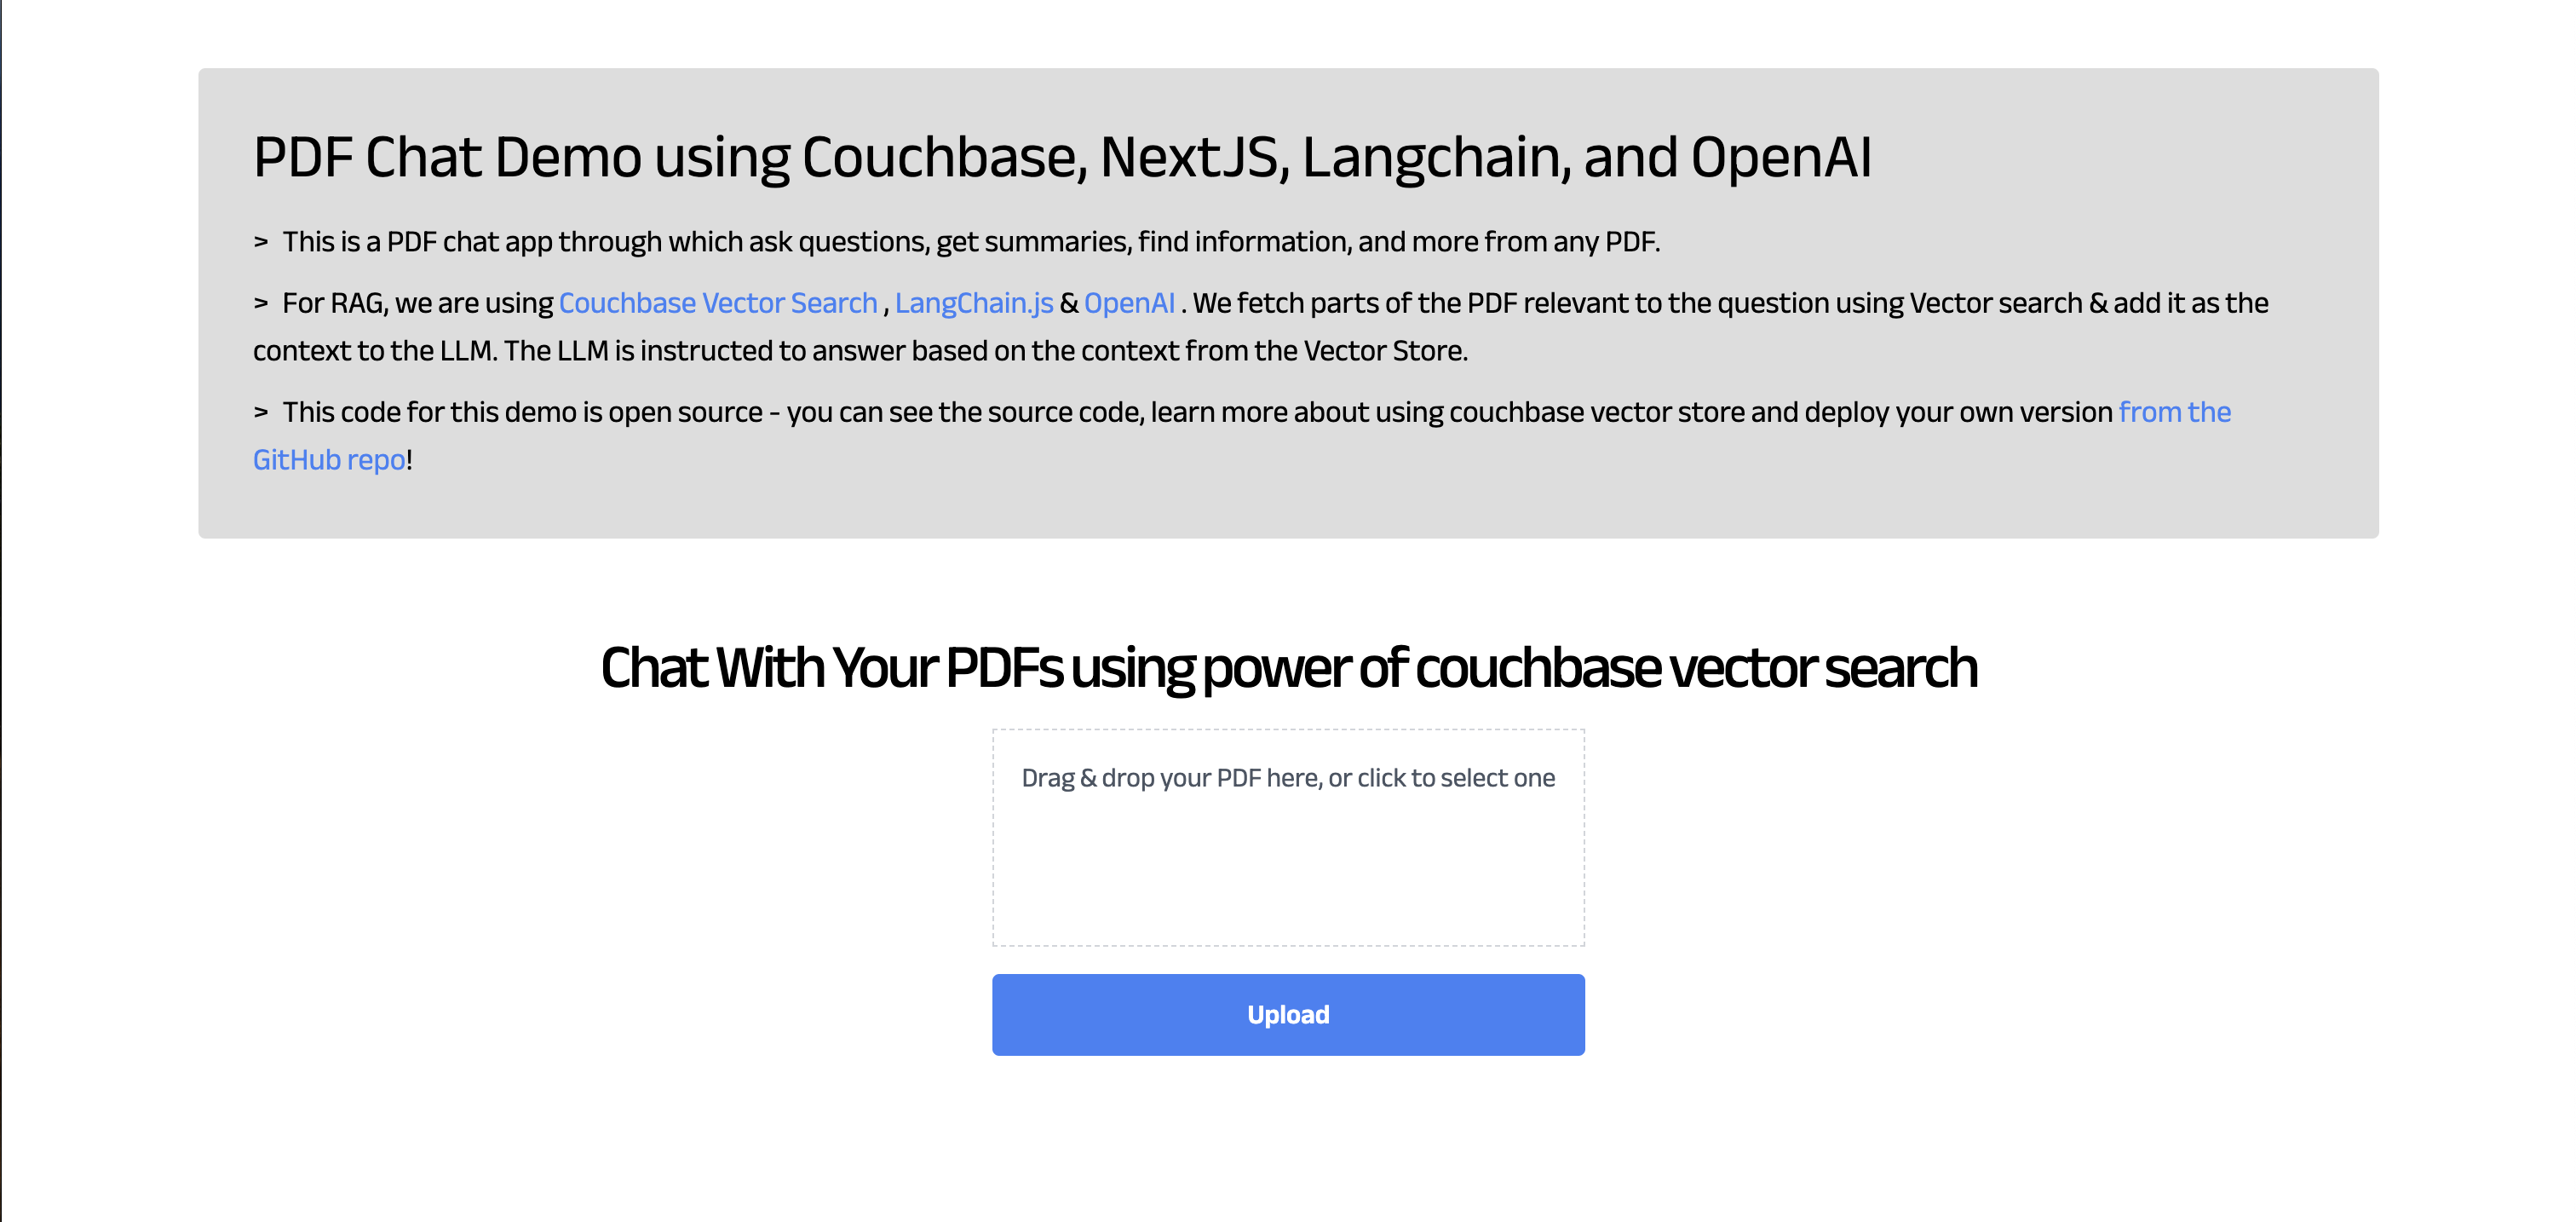 PDF Chat Demo using Couchbase, NextJS, Langchain, and OpenAI
> This is a PDF chat app through which ask questions, get summaries, find information, and more from any PDF.
> For RAG, we are using Couchbase Vector Search , LangChain.js & OpenAI . We fetch parts of the PDF relevant to the question using Vector search & add it as the
context to the LLM. The LLM is instructed to answer based on the context from the Vector Store.
> This code for this demo is open source - you can see the source code, learn more about using couchbase vector store and deploy your own version from the
GitHub repo!
Chat With Your PDFs using power of couchbase vector search
Drag & drop your PDF here, or click to select one
Upload